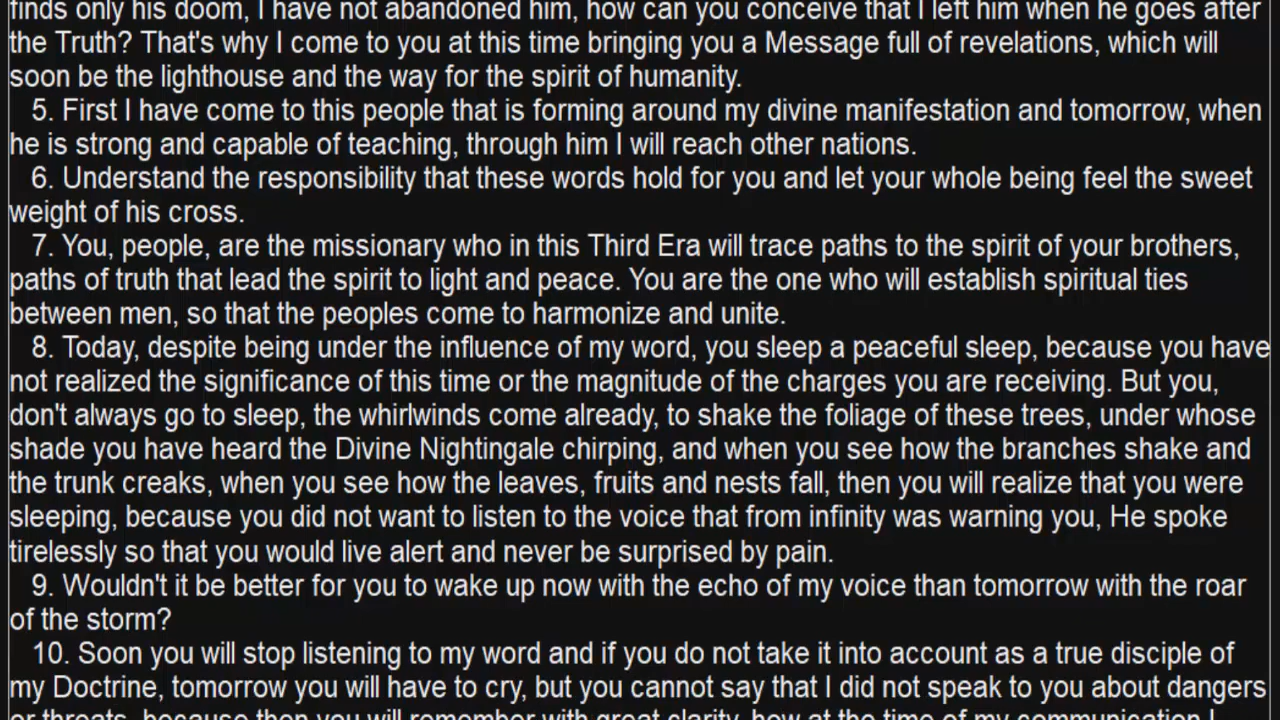 finds only his doom, I have not abandoned him, how can you conceive that I left him when he goes after
the Truth? That's why I come to you at this time bringing you a Message full of revelations, which will
soon be the lighthouse and the way for the spirit of humanity.
5. First I have come to this people that is forming around my divine manifestation and tomorrow, when
he is strong and capable of teaching, through him I will reach other nations.
6. Understand the responsibility that these words hold for you and let your whole being feel the sweet
weight of his cross.
7. You, people, are the missionary who in this Third Era will trace paths to the spirit of your brothers,
paths of truth that lead the spirit to light and peace. You are the one who will establish spiritual ties
between men, so that the peoples come to harmonize and unite.
8. Today, despite being under the influence of my word, you sleep a peaceful sleep, because you have
not realized the significance of this time or the magnitude of the charges you are receiving. But you,
don't always go to sleep, the whirlwinds come already, to shake the foliage of these trees, under whose
shade you have heard the Divine Nightingale chirping, and when you see how the branches shake and
the trunk creaks, when you see how the leaves, fruits and nests fall, then you will realize that you were
sleeping, because you did not want to listen to the voice that from infinity was warning you, He spoke
tirelessly so that you would live alert and never be surprised by pain.
9. Wouldn't it be better for you to wake up now with the echo of my voice than tomorrow with the roar
of the storm?
10. Soon you will stop listening to my word and if you do not take it into account as a true disciple of
my Doctrine, tomorrow you will have to cry, but you cannot say that I did not speak to you about dangers
or threats, because then you will remember with great clarity, how at the time of my communication I